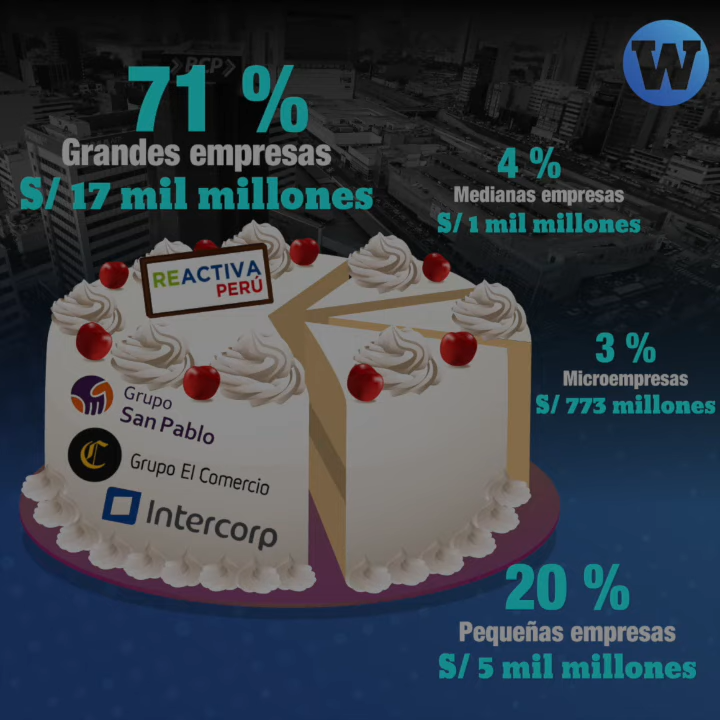 W
BCP
71 %
Grandes empresas
S/ 17 mil millones
4 %
Medianas empresas
S/ 1 mil millones
REACTIVA
PERÚ
3 %
Microempresas
S/ 773 millones
Grupo
San Pablo
C
Grupo El Comercio
Intercorp
20 %
Pequeñas empresas
S/ 5 mil millones